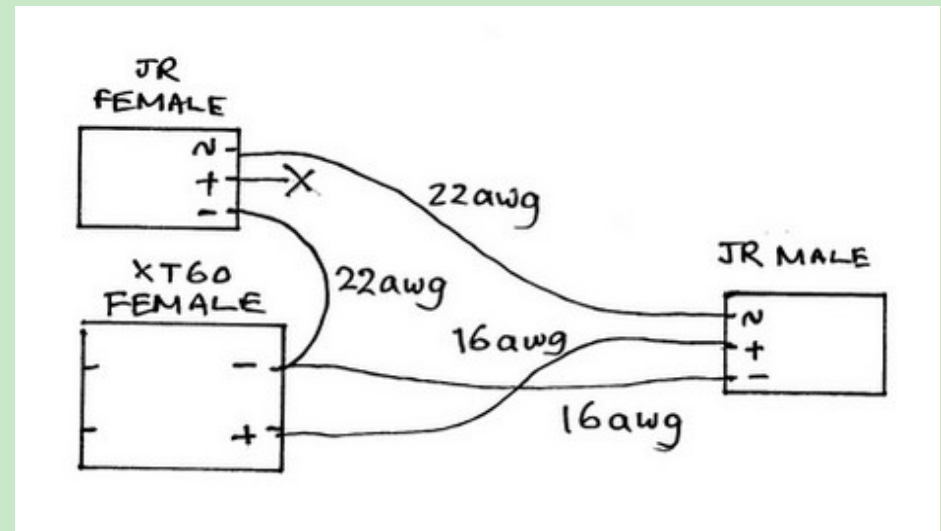 JR
FEMALE
~
+
-
22awg
XT60
FEMALE
22awg
-
+
16awg
16awg
JR MALE
~
+
-